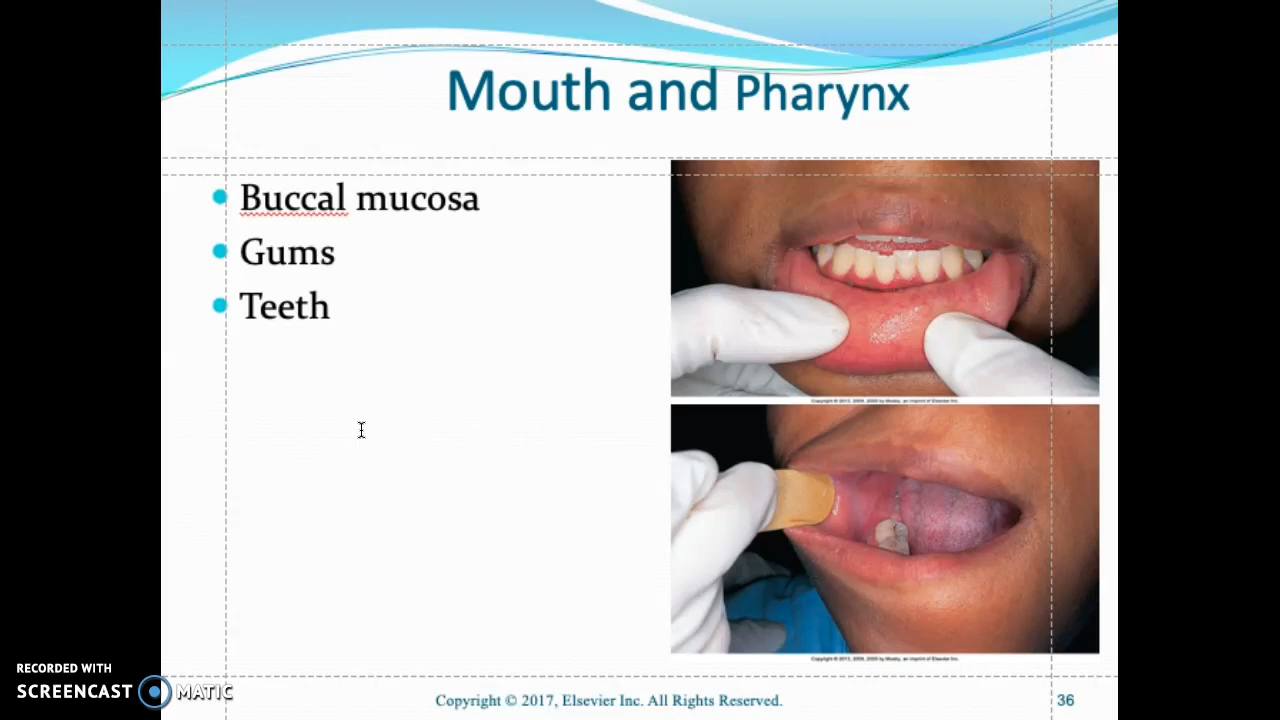 Mouth and Pharynx
Buccal mucosa
Gums
Teeth
Copyright © 2017, Elsevier Inc. All Rights Reserved.
36
RECORDED WITH
SCREENCAST MATIC